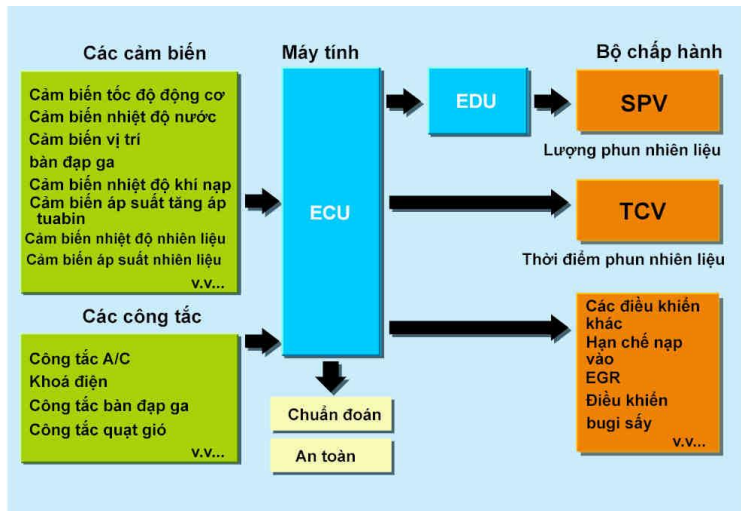 Các cảm biến
Cảm biến tốc độ động cơ
Cảm biến nhiệt độ nước
Cảm biến vị trí
bàn đạp ga
Cảm biến nhiệt độ khí nạp
Cảm biến áp suất tăng áp
tuabin
Cảm biến nhiệt độ nhiên liệu
Cảm biến áp suất nhiên liệu
v.v...
Các công tắc
Công tắc A/C
Khoá điện
Công tắc bàn đạp ga
Công tắc quạt gió
v.v...
Máy tính
ECU
Chuẩn đoán
An toàn
EDU
Bộ chấp hành
SPV
Lượng phun nhiên liệu
TCV
Thời điểm phun nhiên liệu
Các điều khiển
khác
Hạn chế nạp
vào
EGR
Điều khiển
bugi sấy
v.v...